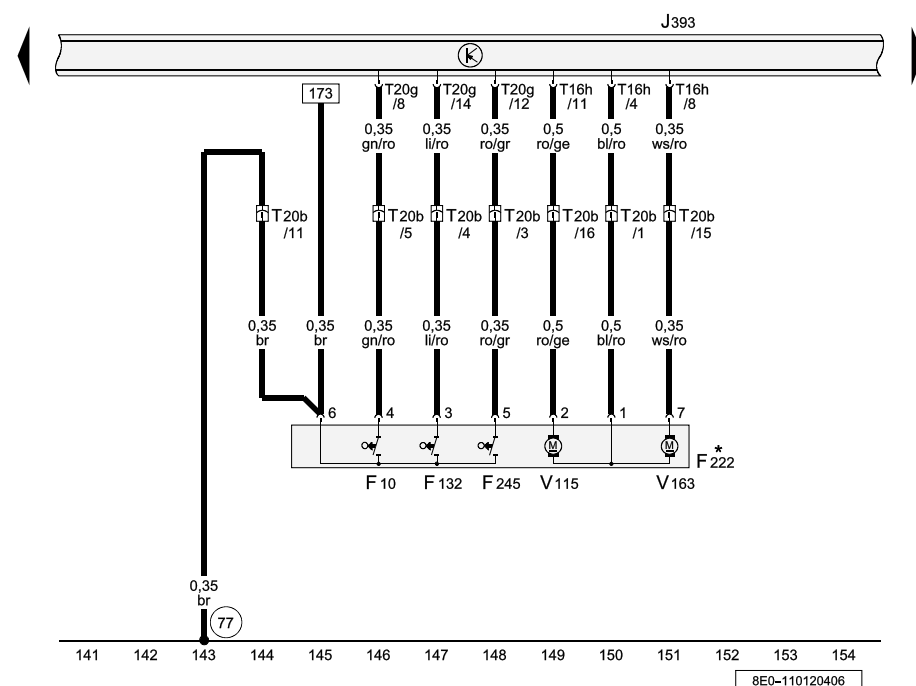 J393
173
T20g T20g T20g T16h T16h T16h
/8 /14 /12 /11 /4 /8
0,35 0,35 0,35 0,5 0,5 0,35
gn/ro li/ro ro/gr ro/ge bl/ro ws/ro
T20b T20b T20b T20b T20b T20b T20b
/11 /5 /4 /3 /16 /1 /15
0,35 0,35 0,35 0,35 0,35 0,5 0,5 0,35
br br gn/ro li/ro ro/gr ro/ge bl/ro ws/ro
6 4 3 5 2 1 7
M M
F222*
F10 F132 F245 V115 V163
0,35
br
77
141 142 143 144 145 146 147 148 149 150 151 152 153 154
8E0-110120406